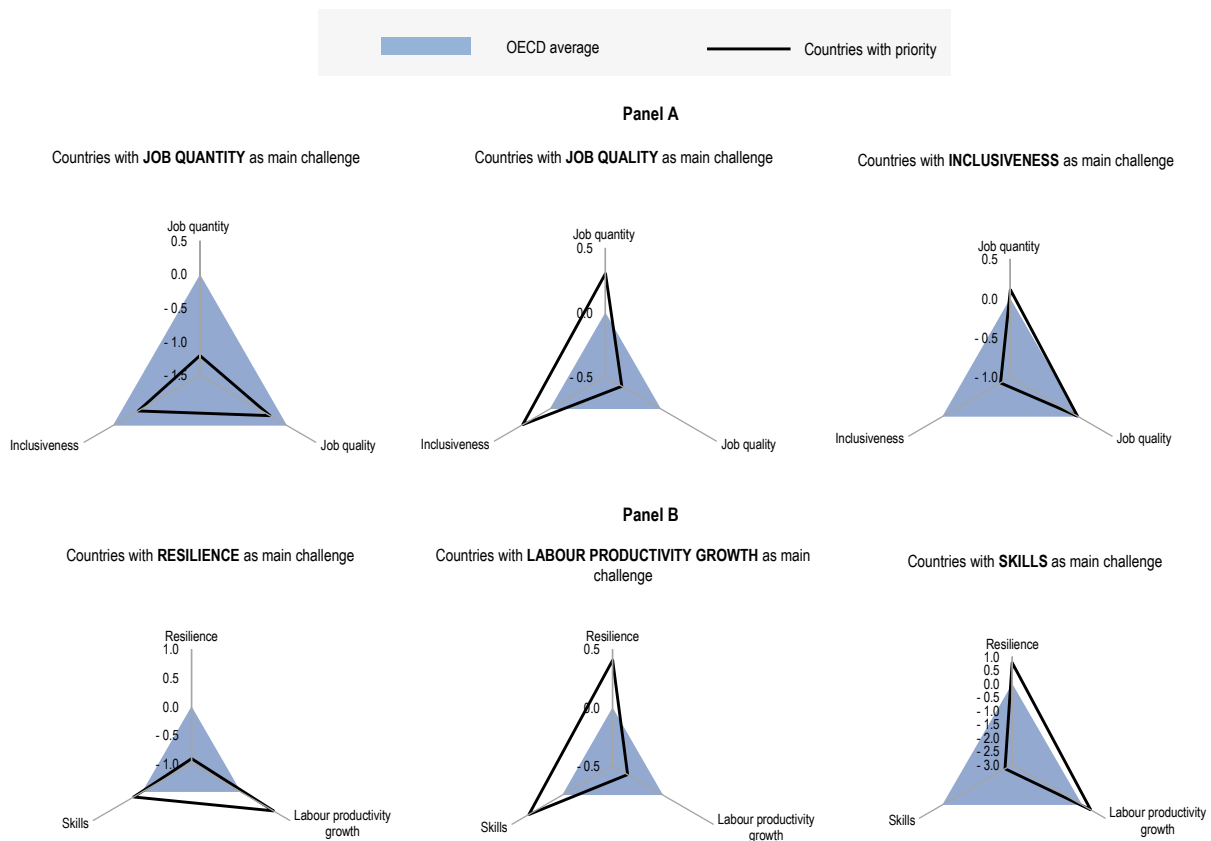 OECD average
Countries with priority
Panel A
Countries with JOB QUANTITY as main challenge
Countries with JOB QUALITY as main challenge
Countries with INCLUSIVENESS as main challenge
Job quantity
0.5
0.0
- 0.5
- 1.0
- 1.5
Inclusiveness
Job quality
Job quantity
0.5
0.0
- 0.5
Inclusiveness
Job quality
Job quantity
0.5
0.0
- 0.5
- 1.0
Inclusiveness
Job quality
Panel B
Countries with RESILIENCE as main challenge
Countries with LABOUR PRODUCTIVITY GROWTH as main
challenge
Countries with SKILLS as main challenge
Resilience
1.0
0.5
0.0
- 0.5
- 1.0
Skills
Labour productivity
growth
Resilience
0.5
0.0
- 0.5
Skills
Labour productivity
growth
Resilience
1.0
0.5
0.0
- 0.5
- 1.0
- 1.5
- 2.0
- 2.5
- 3.0
Skills
Labour productivity
growth